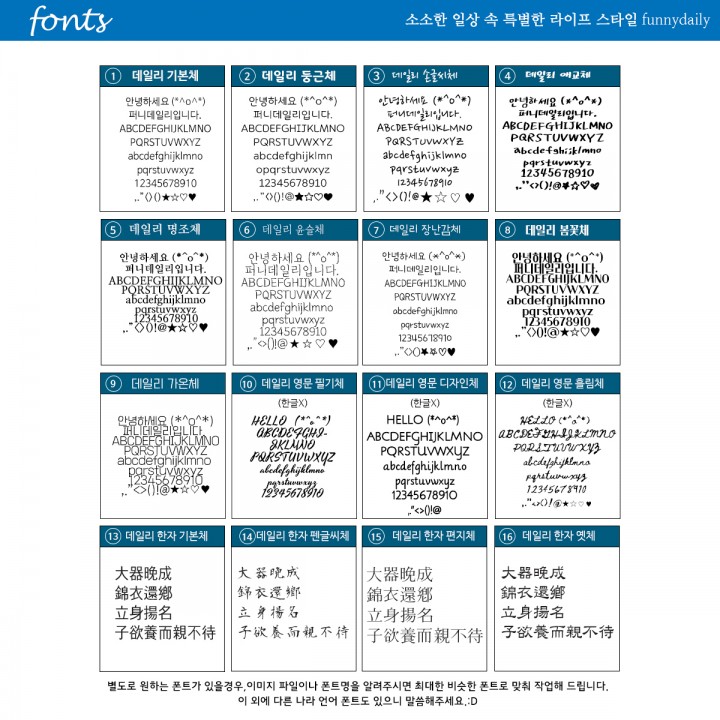 fonts
소소한 일상 속 특별한 라이프 스타일 funnydaily
1 데일리 기본체
안녕하세요 (*^o^*)
퍼니데일리입니다.
ABCDEFGHIJKLMNO
PQRSTUVWXYZ
abcdefghijklmno
pqrstuvwxyz
12345678910
,."<>()!@★☆♡♥
2 데일리 둥근체
안녕하세요 (*^o^*)
퍼니데일리입니다.
ABCDEFGHIJKLMNO
PQRSTUVWXYZ
abcdefghijklmn
opqrstuvwxyz
12345678910
,."<>()!@★☆♡♥
3 데일리 손글씨체
안녕하세요 (*^o^*)
퍼니데일리입니다.
ABCDEFGHIJKLMNO
PQRSTUVWXYZ
abcdefghijklmno
pqrstuvwxyz
12345678910
,."<>()!@★☆♡♥
4 데일리 애교체
안녕하세요 (*^o^*)
퍼니데일리입니다.
ABCDEFGHIJKLMNO
PQRSTUVWXYZ
abcdefghijklmno
pqrstuvwxyz
12345678910
,."<>()!@★☆♡♥
5 데일리 명조체
안녕하세요 (*^o^*)
퍼니데일리입니다.
ABCDEFGHIJKLMNO
PQRSTUVWXYZ
abcdefghijklmno
pqrstuvwxyz
12345678910
,."<>()!@★☆♡♥
6 데일리 윤슬체
안녕하세요 (*^o^*)
퍼니데일리입니다.
ABCDEFGHIJKLMNO
PQRSTUVWXYZ
abcdefghijklmno
pqrstuvwxyz
12345678910
,."<>()!@★☆♡♥
7 데일리 장난감체
안녕하세요 (*^o^*)
퍼니데일리입니다.
ABCDEFGHIJKLMNO
PQRSTUVWXYZ
abcdefghijklmno
pqrstuvwxyz
12345678910
,."<>()!@★☆♡♥
8 데일리 봄꽃체
안녕하세요 (*^o^*)
퍼니데일리입니다.
ABCDEFGHIJKLMNO
PQRSTUVWXYZ
abcdefghijklmno
pqrstuvwxyz
12345678910
,."<>()!@★☆♡♥
9 데일리 가온체
안녕하세요 (*^o^*)
퍼니데일리입니다.
ABCDEFGHIJKLMNO
PQRSTUVWXYZ
abcdefghijklmno
pqrstuvwxyz
12345678910
,."<>()!@★☆♡♥
10 데일리 영문 필기체
(한글X)
HELLO (*^o^*)
ABCDEFGHI-
JKLMNO
PQRSTUVWXYZ
abcdefghijklmno
pqrstuvwxyz
12345678910
11 데일리 영문 디자인체
(한글X)
HELLO (*^o^*)
ABCDEFGHIJKLMNO
PQRSTUVWXYZ
abcdefghijklmno
pqrstuvwxyz
12345678910
,."<>()!@
12 데일리 영문 흘림체
(한글X)
HELLO (*^o^*)
ABCDEFGHIJKLMNO
PQRSTUVWXYZ
abcdefghijklmno
pqrstuvwxyz
12345678910
,."<>()!@★☆♡♥
13 데일리 한자 기본체
大器晩成
錦衣還鄕
立身揚名
子欲養而親不待
14 데일리 한자 펜글씨체
大器晩成
錦衣還鄕
立身揚名
子欲養而親不待
15 데일리 한자 편지체
大器晩成
錦衣還鄕
立身揚名
子欲養而親不待
16 데일리 한자 옛체
大器晩成
錦衣還鄕
立身揚名
子欲養而親不待
별도로 원하는 폰트가 있을경우,이미지 파일이나 폰트명을 알려주시면 최대한 비슷한 폰트로 맞춰 작업해 드립니다.
이 외에 다른 나라 언어 폰트도 있으니 말씀해주세요.:D